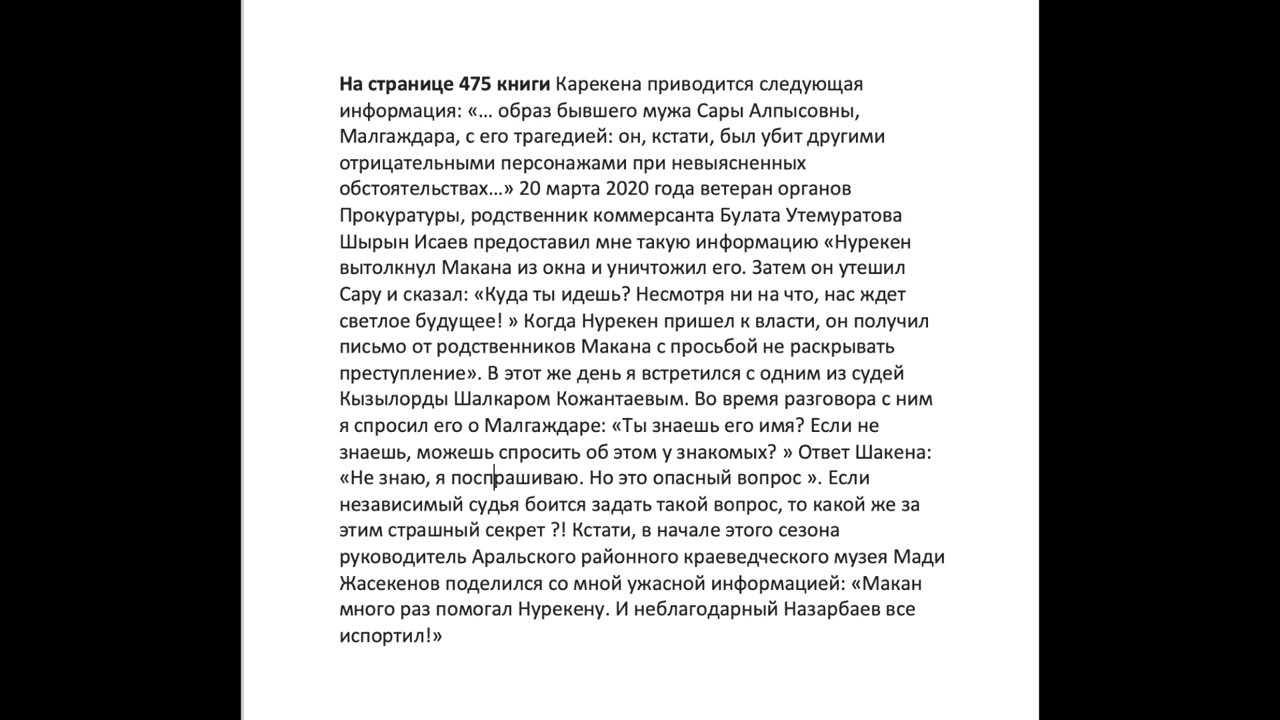 На странице 475 книги Карекена приводится следующая
информация: «… образ бывшего мужа Сары Алпысовны,
Малгаждара, с его трагедией: он, кстати, был убит другими
отрицательными персонажами при невыясненных
обстоятельствах…» 20 марта 2020 года ветеран органов
Прокуратуры, родственник коммерсанта Булата Утемуратова
Шырын Исаев предоставил мне такую информацию «Нурекен
вытолкнул Макана из окна и уничтожил его. Затем он утешил
Сару и сказал: «Куда ты идешь? Несмотря ни на что, нас ждет
светлое будущее! » Когда Нурекен пришел к власти, он получил
письмо от родственников Макана с просьбой не раскрывать
преступление». В этот же день я встретился с одним из судей
Кызылорды Шалкаром Кожантаевым. Во время разговора с ним
я спросил его о Малгаждаре: «Ты знаешь его имя? Если не
знаешь, можешь спросить об этом у знакомых? » Ответ Шакена:
«Не знаю, я поспрашиваю. Но это опасный вопрос ». Если
независимый судья боится задать такой вопрос, то какой же за
этим страшный секрет ?! Кстати, в начале этого сезона
руководитель Аральского районного краеведческого музея Мади
Жасекенов поделился со мной ужасной информацией: «Макан
много раз помогал Нурекену. И неблагодарный Назарбаев все
испортил!»